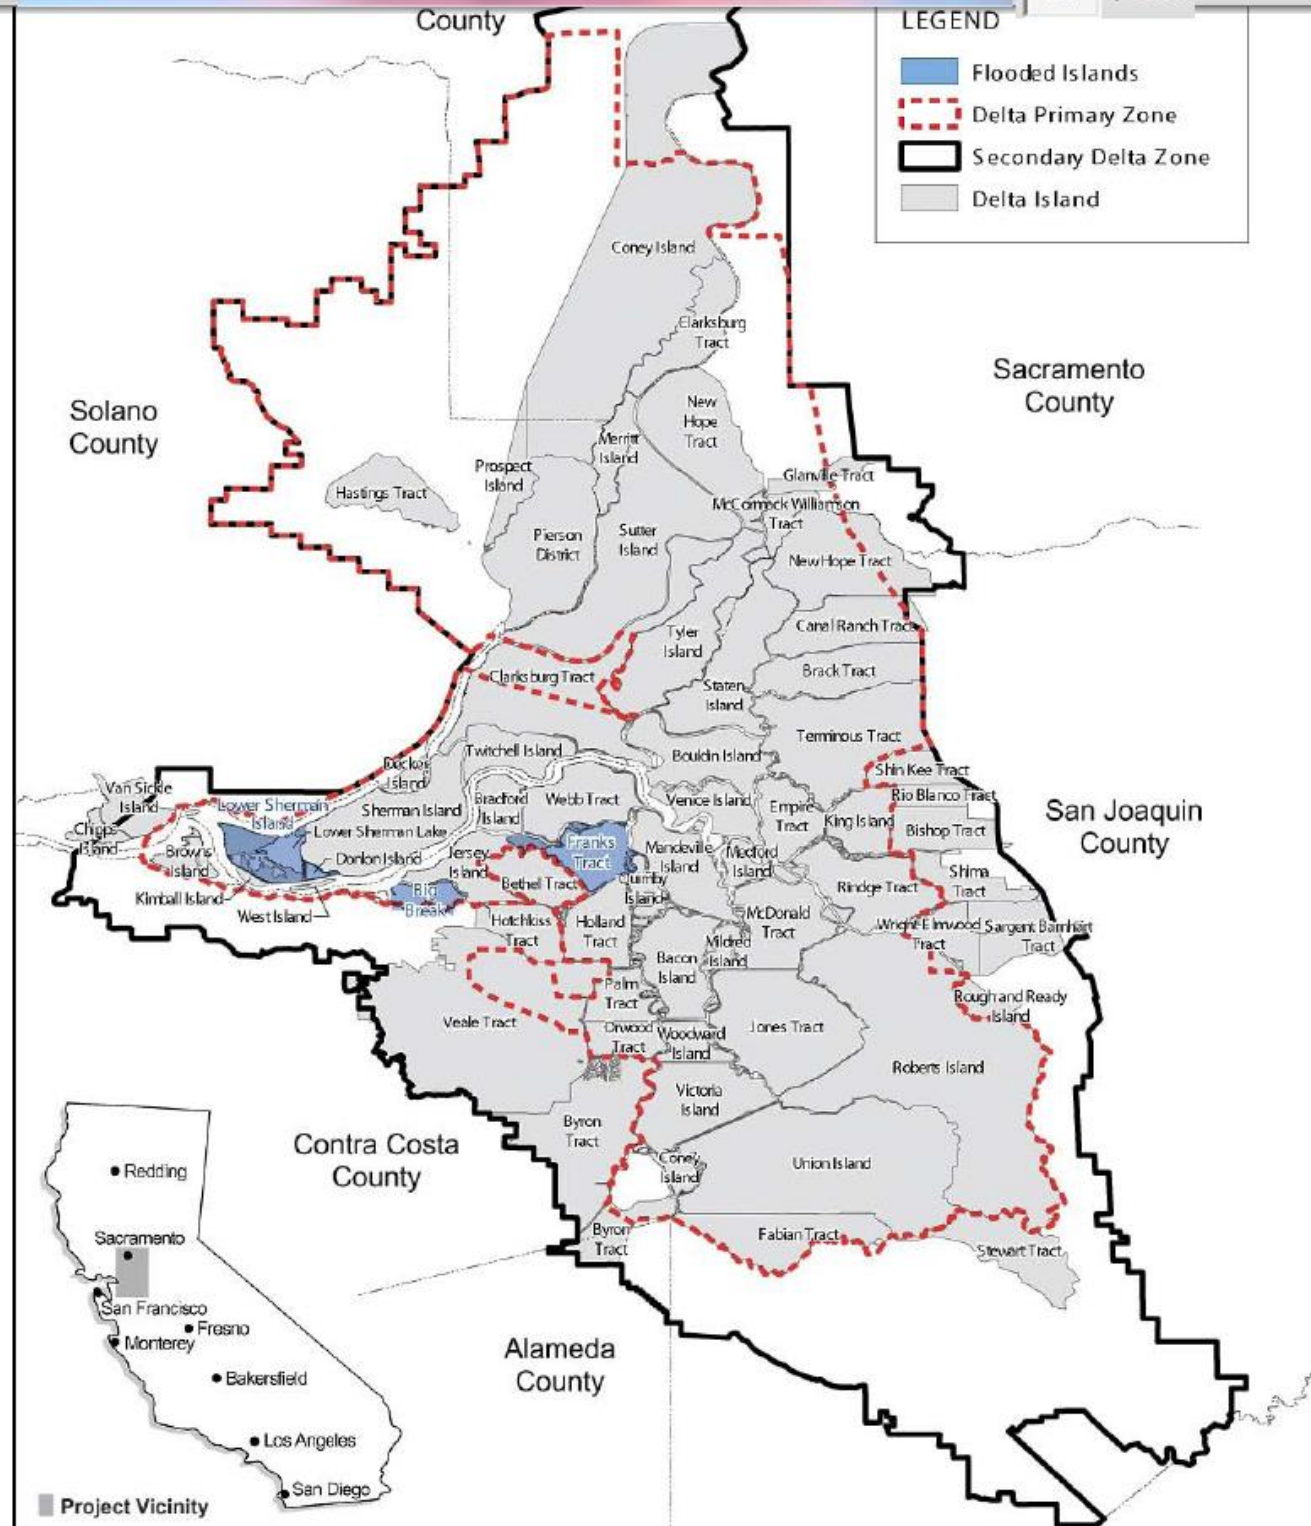 County
LEGEND
Flooded Islands
Delta Primary Zone
Secondary Delta Zone
Delta Island
Coney Island
Clarksburg
Tract
Sacramento
County
Solano
County
New
Hope
Tract
Merritt
Island
Prospect
Island
Hastings Tract
Glanville Tract
McCormack Williamson
Tract
Pierson
District
Sutter
Island
New Hope Tract
Canal Ranch Tract
Tyler
Island
Brack Tract
Clarksburg Tract
Staten
Island
Terminous Tract
Twitchell Island
Bouldin Island
Decker
Island
Shin Kee Tract
Van Sickle
Island
Rio Blanco Tract
Lower Sherman
Island
Sherman Island
Bradford
Island
Webb Tract
Venice Island
Empire
Tract
King Island
San Joaquin
County
Chipps
Island
Lower Sherman Lake
Bishop Tract
Browns
Island
Donlon Island
Jersey
Island
Franks
Tract
Mandeville
Island
Medford
Island
Shima
Tract
Kimball Island
West Island
Big
Break
Bethel Tract
Quimby
Island
Rindge Tract
Hotchkiss
Tract
Holland
Tract
McDonald
Tract
Wright-Elmwood
Tract
Sargent Barnhart
Tract
Mildred
Island
Bacon
Island
Palm
Tract
Rough and Ready
Island
Veale Tract
Orwood
Tract
Woodward
Island
Jones Tract
Roberts Island
Victoria
Island
Byron
Tract
Contra Costa
County
Coney
Island
Union Island
Byron
Tract
Fabian Tract
Stewart Tract
Alameda
County
Redding
Sacramento
San Francisco
Fresno
Monterey
Bakersfield
Los Angeles
San Diego
Project Vicinity